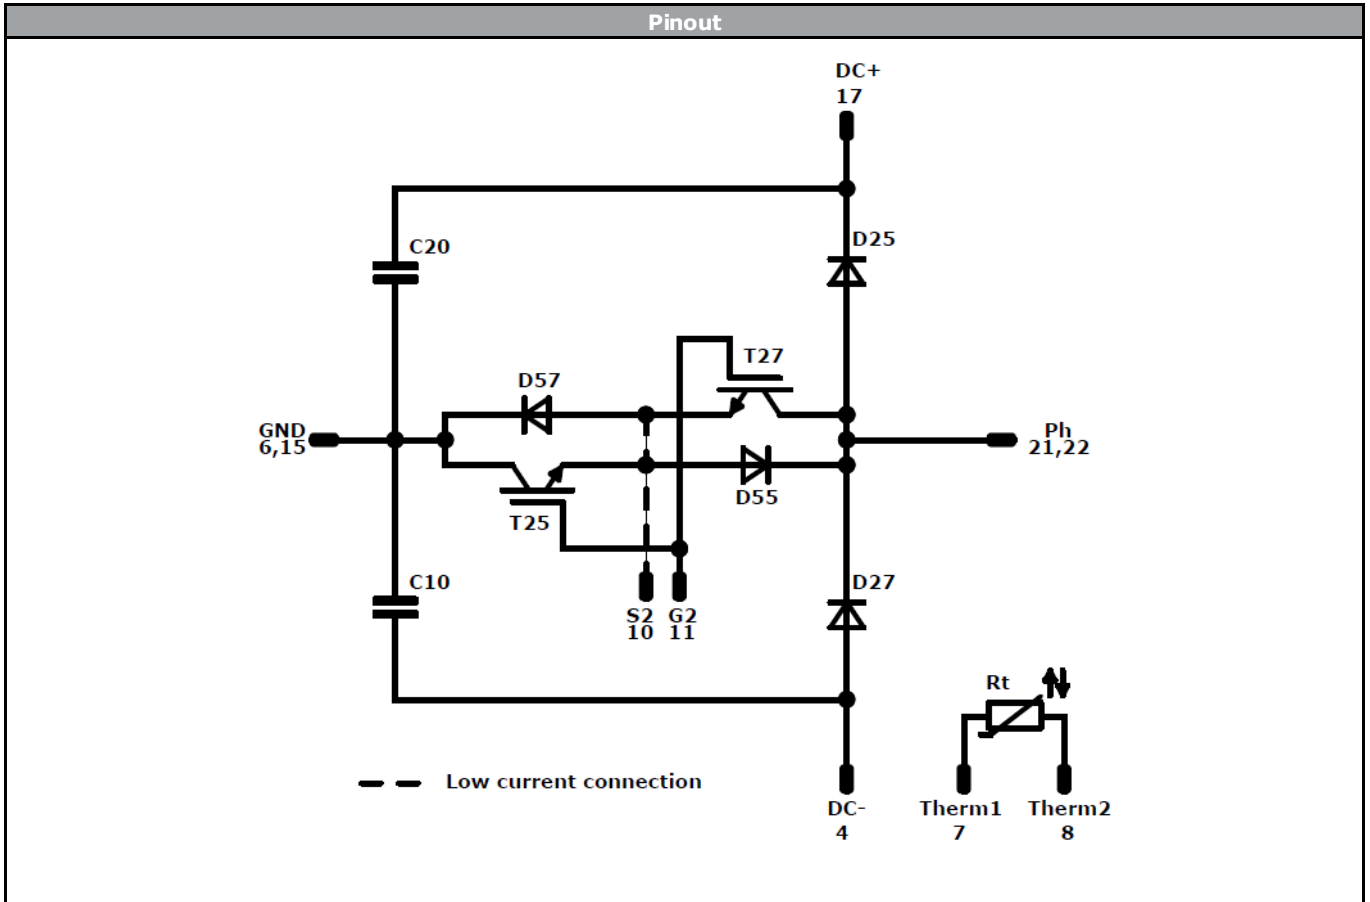 Pinout
DC+
17
C20
D25
T27
D57
GND
6,15
Ph
21,22
D55
T25
C10
D27
S2 G2
10 11
Rt
Low current connection
DC-
4
Therm1
7
Therm2
8